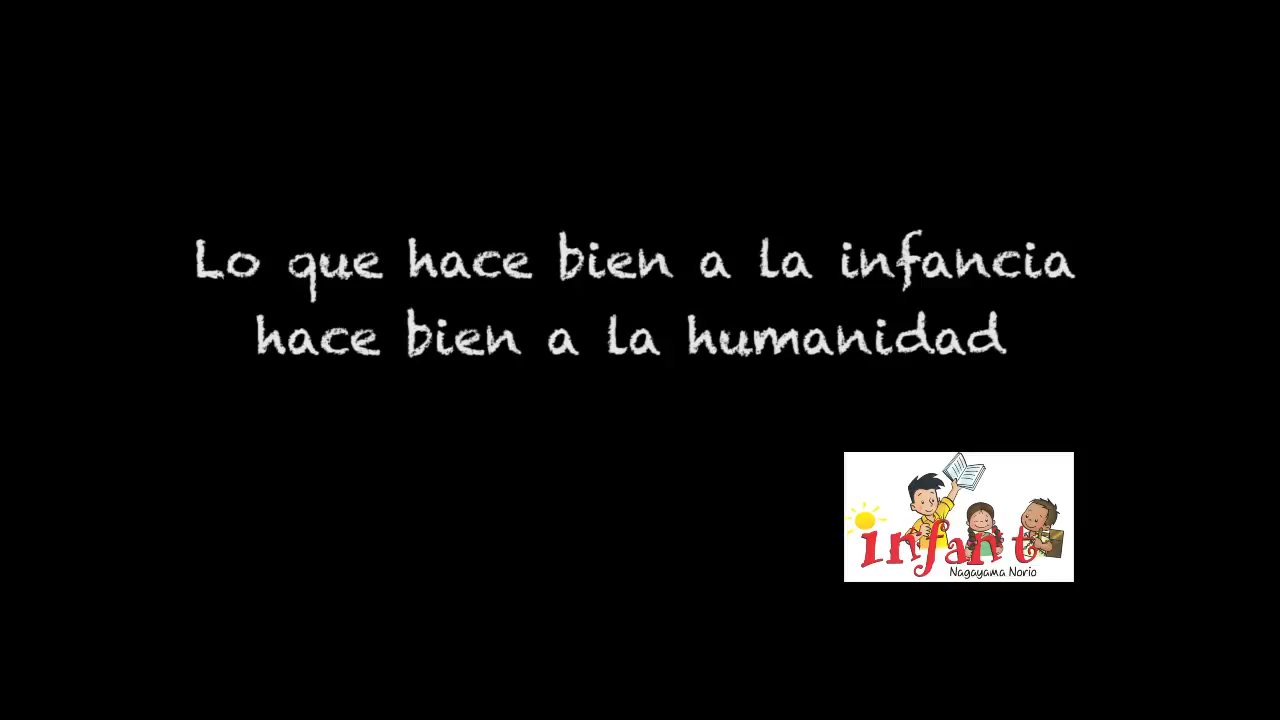 Lo que hace bien a la infancia
hace bien a la humanidad
infant
Nagayama Norio